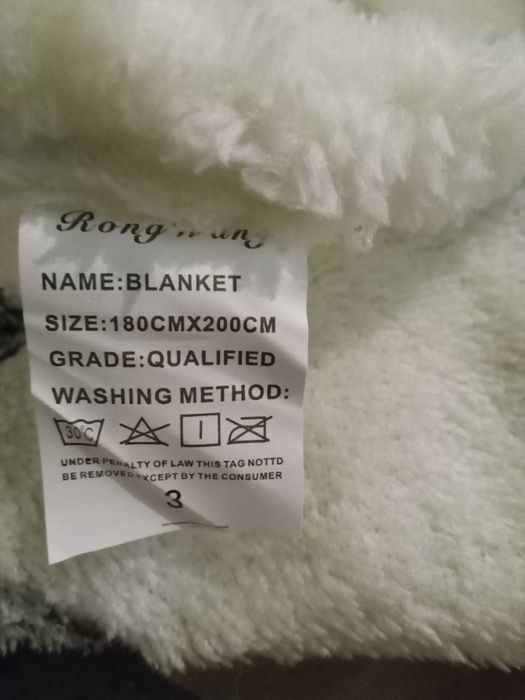 Rong
NAME:BLANKET
SIZE:180CMX200CM
GRADE:QUALIFIED
WASHING METHOD:
30°C
UNDER PENALTY OF LAW THIS TAG NOTTD
BE REMOVED EXCEPT BY THE CONSUMER
3